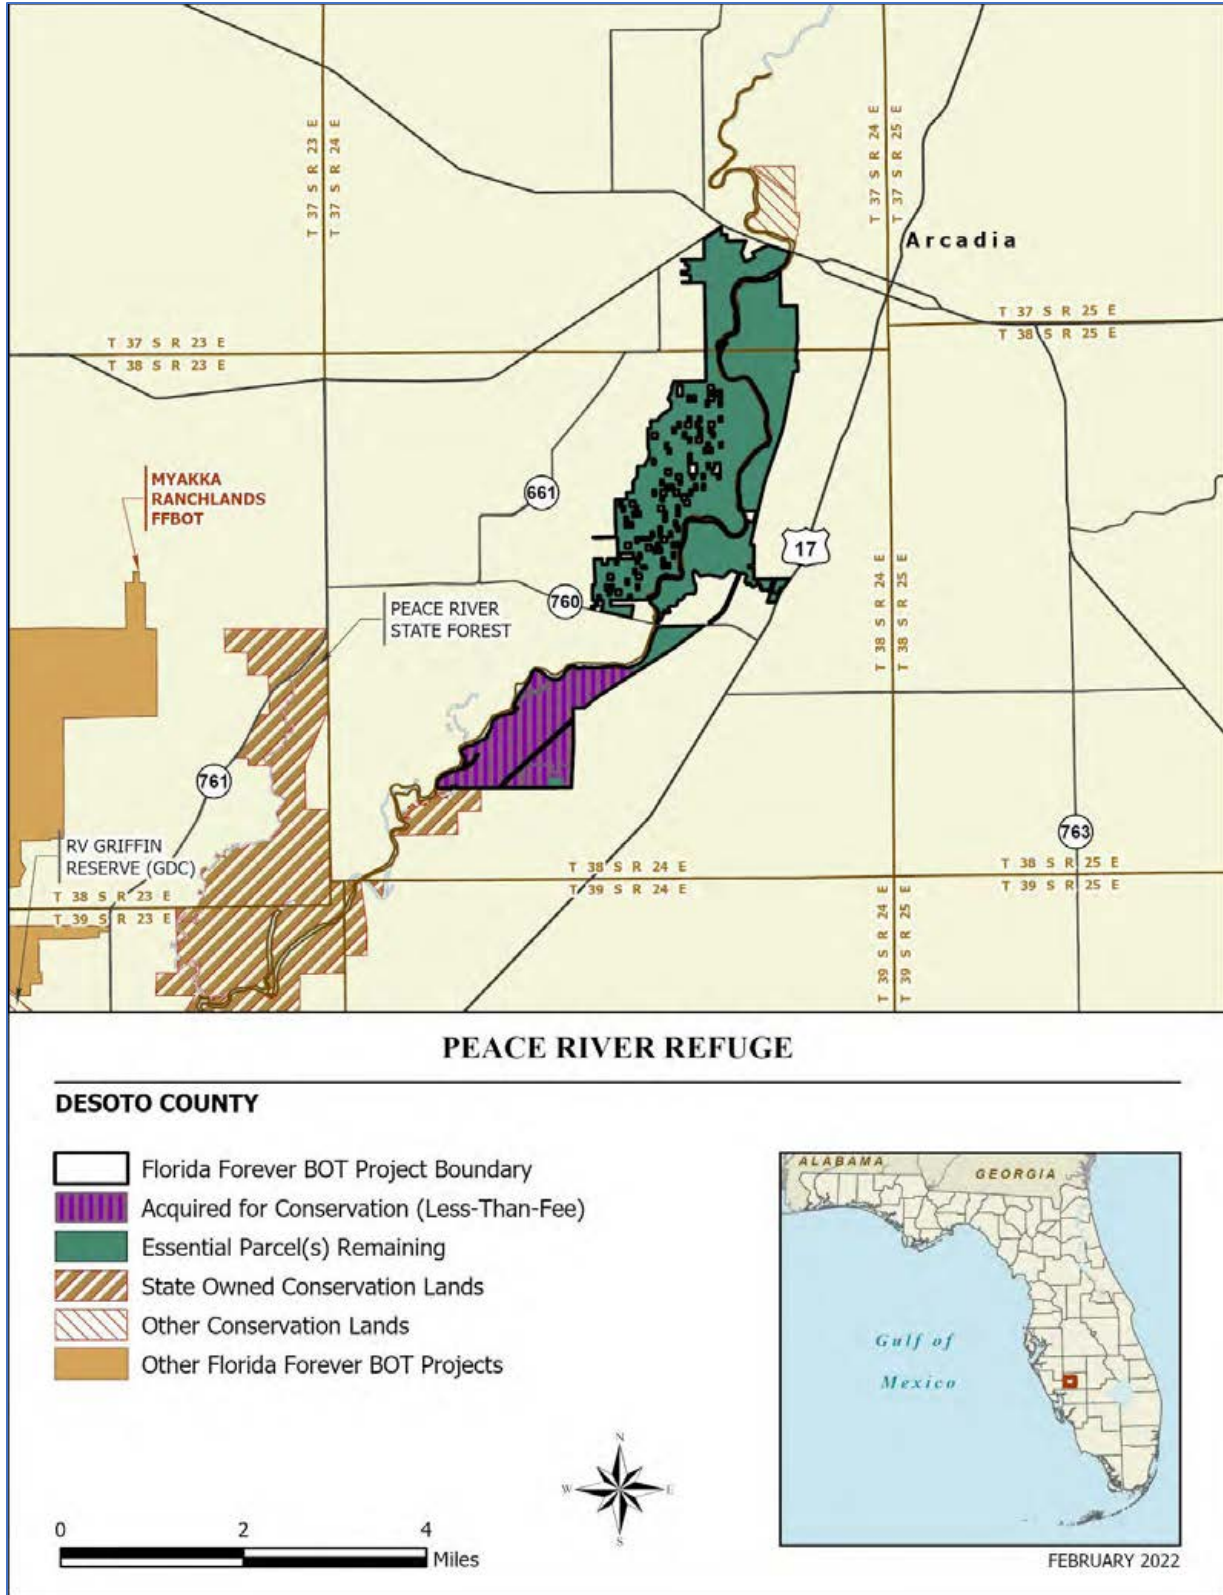 T 37 S R 23 E
T 37 S R 24 E
T 37 S R 24 E
T 37 S R 25 E
Arcadia
T 37 S R 23 E
T 38 S R 23 E
T 37 S R 25 E
T 38 S R 25 E
MYAKKA
RANCHLANDS
FFBOT
661
17
760
PEACE RIVER
STATE FOREST
T 38 S R 24 E
T 38 S R 25 E
761
763
RV GRIFFIN
RESERVE (GDC)
T 38 S R 23 E
T 39 S R 23 E
T 38 S R 24 E
T 39 S R 24 E
T 38 S R 25 E
T 39 S R 25 E
T 39 S R 24 E
T 39 S R 25 E
PEACE RIVER REFUGE
DESOTO COUNTY
Florida Forever BOT Project Boundary
Acquired for Conservation (Less-Than-Fee)
Essential Parcel(s) Remaining
State Owned Conservation Lands
Other Conservation Lands
Other Florida Forever BOT Projects
ALABAMA
GEORGIA
Gulf of
Mexico
N
W
E
S
0 2 4
Miles
FEBRUARY 2022